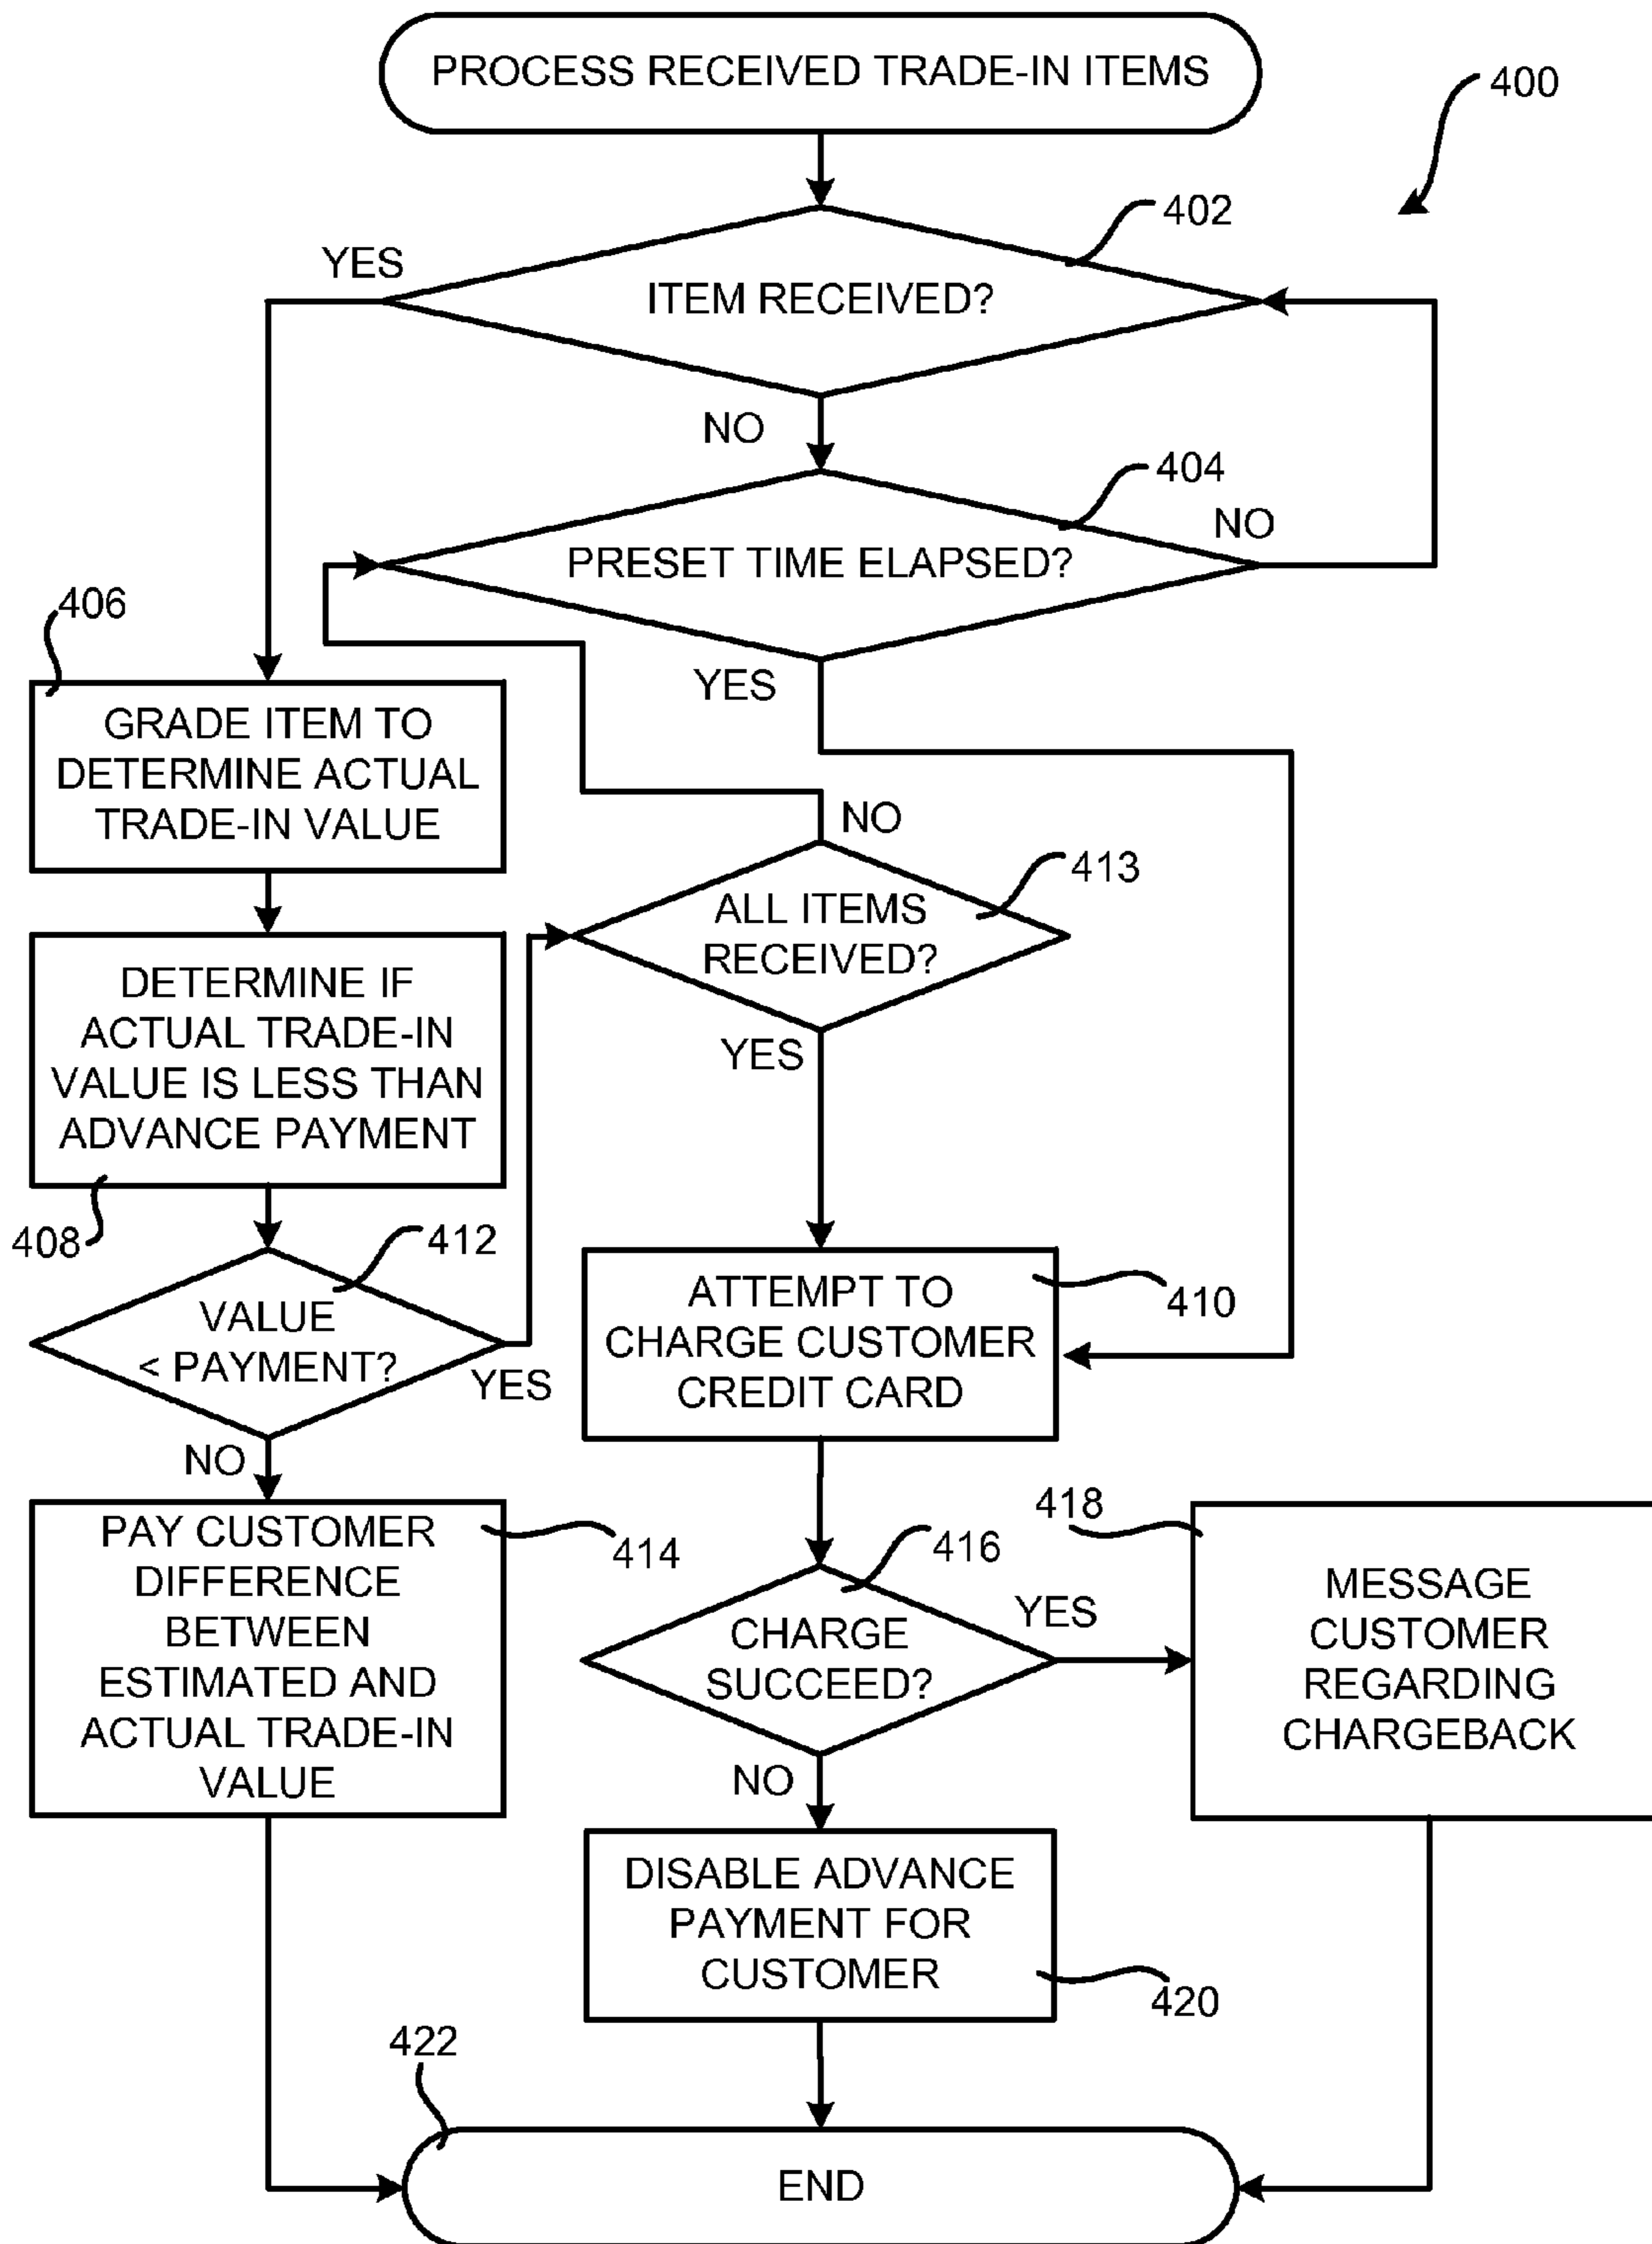 PROCESS RECEIVED TRADE-IN ITEMS
400
402
YES
ITEM RECEIVED?
NO
404
NO
PRESET TIME ELAPSED?
406
YES
GRADE ITEM TO
DETERMINE ACTUAL
TRADE-IN VALUE
NO
413
ALL ITEMS
RECEIVED?
YES
DETERMINE IF
ACTUAL TRADE-IN
VALUE IS LESS THAN
ADVANCE PAYMENT
408
412
VALUE
< PAYMENT?
YES
NO
ATTEMPT TO
CHARGE CUSTOMER
CREDIT CARD
410
PAY CUSTOMER
DIFFERENCE
BETWEEN
ESTIMATED AND
ACTUAL TRADE-IN
VALUE
414
416
CHARGE
SUCCEED?
YES
NO
418
MESSAGE
CUSTOMER
REGARDING
CHARGEBACK
DISABLE ADVANCE
PAYMENT FOR
CUSTOMER
420
422
END